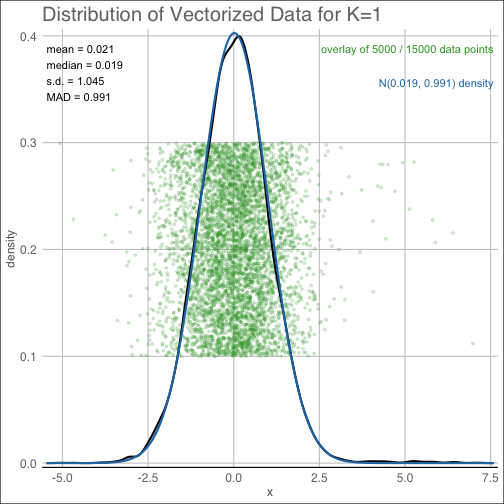 Distribution of Vectorized Data for K=1
mean = 0.021
median = 0.019
s.d. = 1.045
MAD = 0.991
overlay of 5000 / 15000 data points
N(0.019, 0.991) density
density
0.4
0.3
0.2
0.1
0.0
-5.0 -2.5 0.0 2.5 5.0 7.5
x